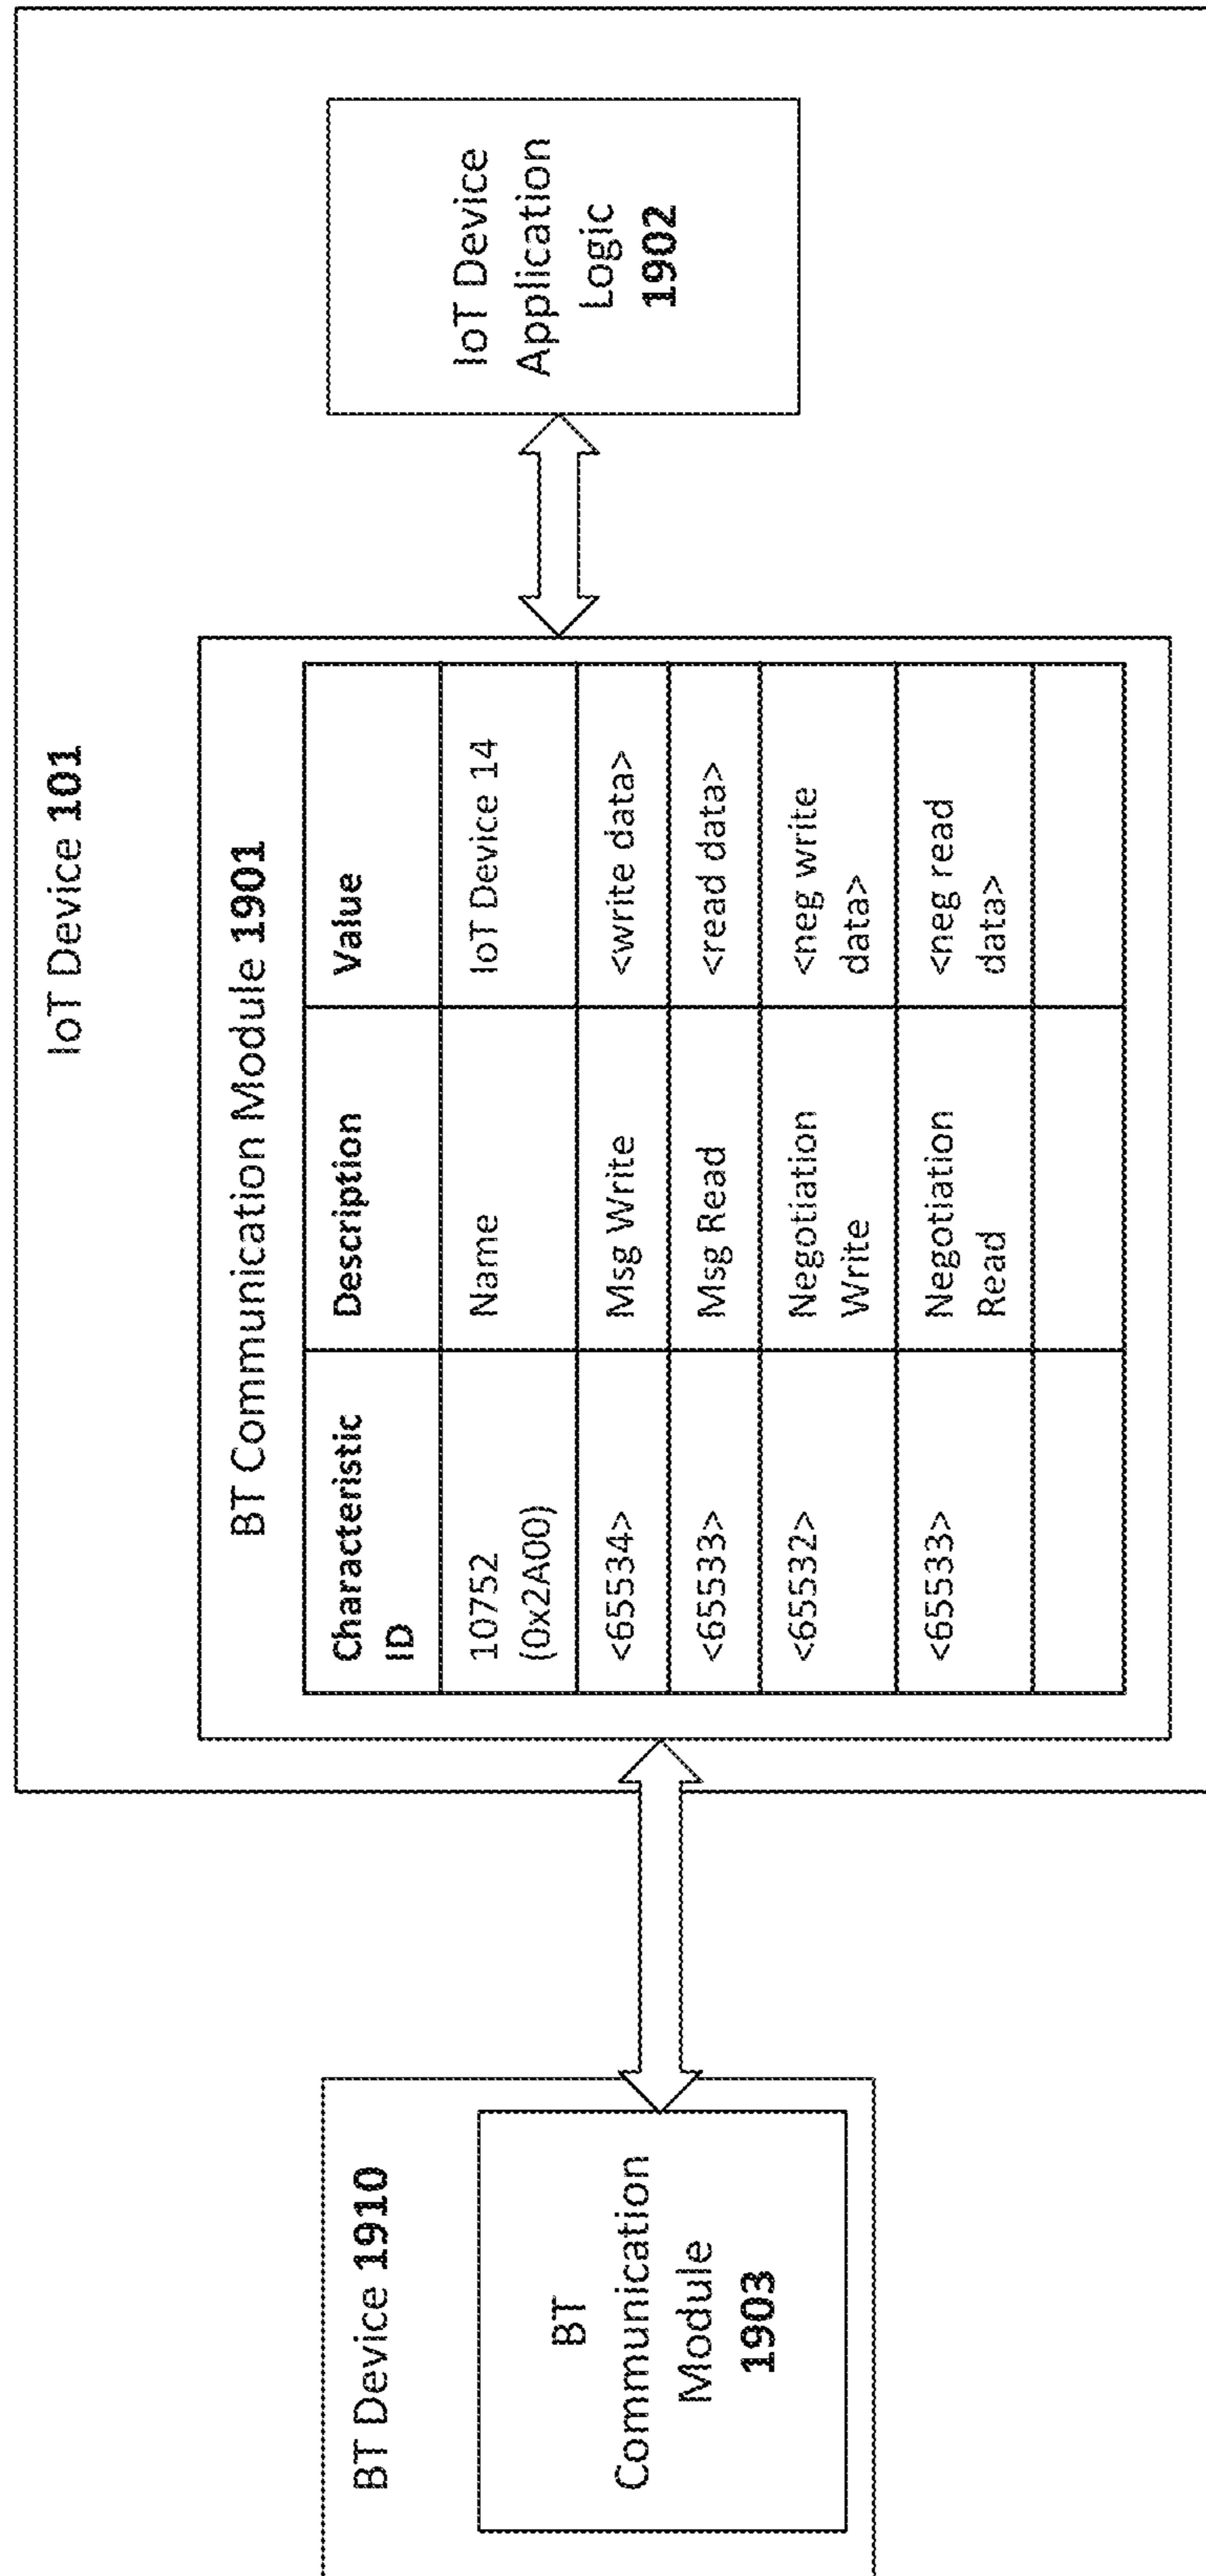 IoT Device 101
BT Communication Module 1901
Characteristic
ID
Description
Value
10752
(0x2A00)
Name
IoT Device 14
<65534>
Msg Write
<write data>
<65533>
Msg Read
<read data>
<65532>
Negotiation
Write
<neg write
data>
<65533>
Negotiation
Read
<neg read
data>
IoT Device
Application
Logic
1902
BT Device 1910
BT
Communication
Module
1903